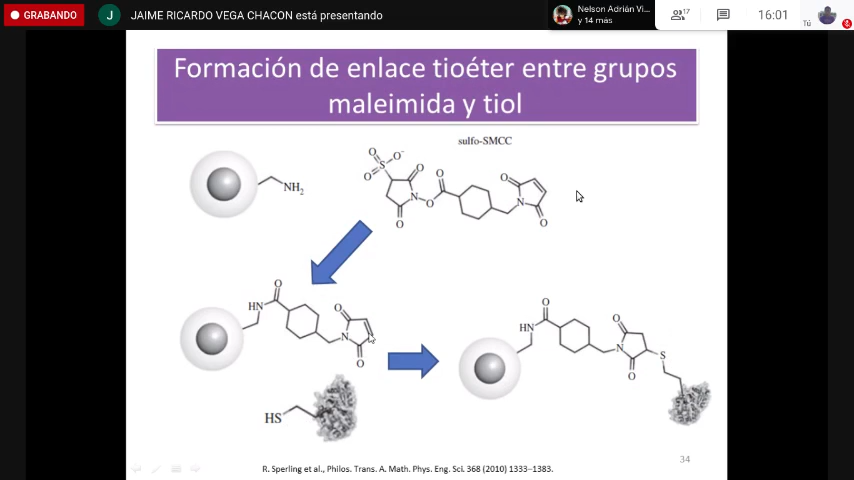 GRABANDO
J
JAIME RICARDO VEGA CHACON está presentando
Nelson Adrián Vi...
y 14 más
17
16:01
Tú
Formación de enlace tioéter entre grupos
maleimida y tiol
sulfo-SMCC
NH2
O
O-
S
O
O
N
O
O
O
O
N
O
HN
O
O
N
O
HS
HN
O
O
N
O
S
34
R. Sperling et al., Philos. Trans. A. Math. Phys. Eng. Sci. 368 (2010) 1333–1383.